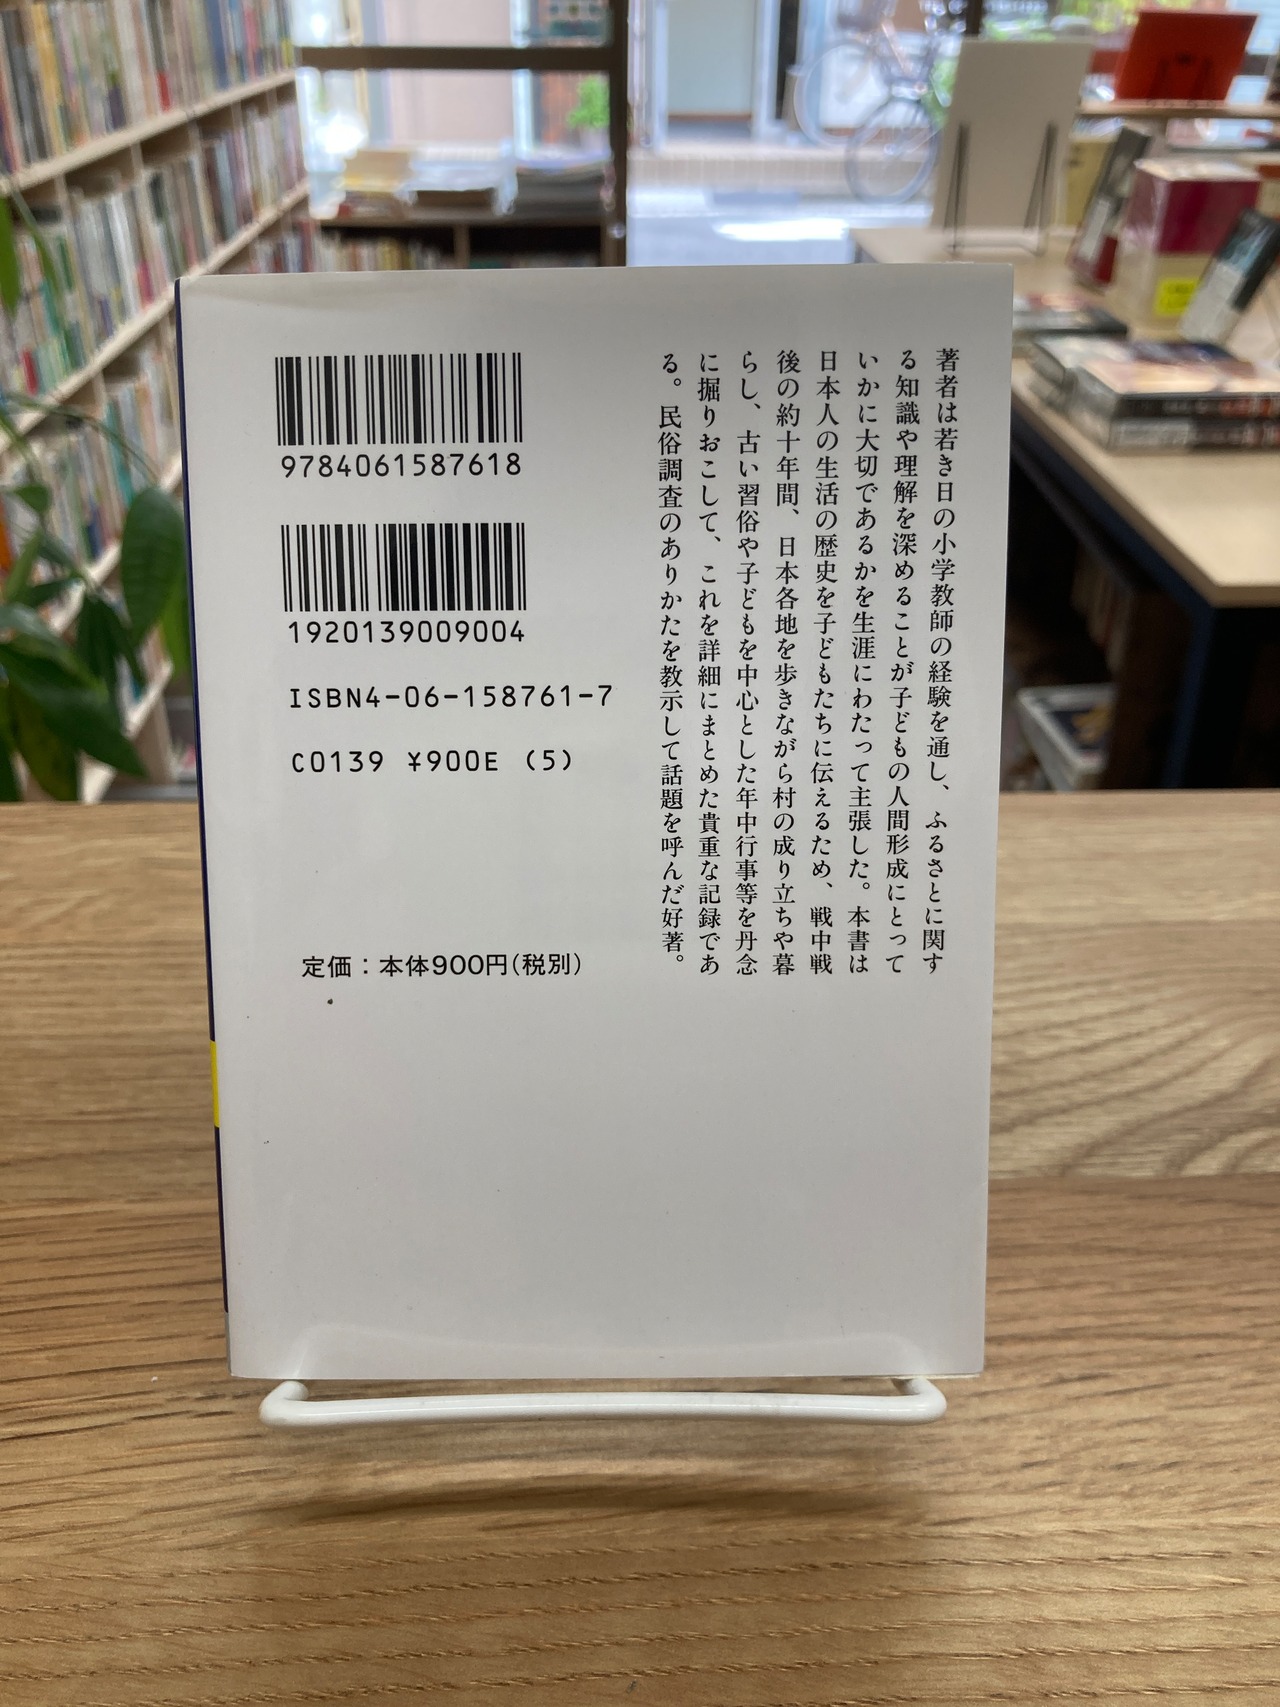 著者は若き日の小学教師の経験を通し、ふるさとに関す
る知識や理解を深めることが子どもの人間形成にとって
いかに大切であるかを生涯にわたって主張した。本書は
日本人の生活の歴史を子どもたちに伝えるため、戦中戦
後の約十年間、日本各地を歩きながら村の成り立ちや暮
らし、古い習俗や子どもを中心とした年中行事等を丹念
に掘りおこして、これを詳細にまとめた貴重な記録であ
る。民俗調査のありかたを教示して話題を呼んだ好著。
9784061587618
1920139009004
ISBN4-06-158761-7
C0139 ¥900E (5)
定価：本体900円(税別)